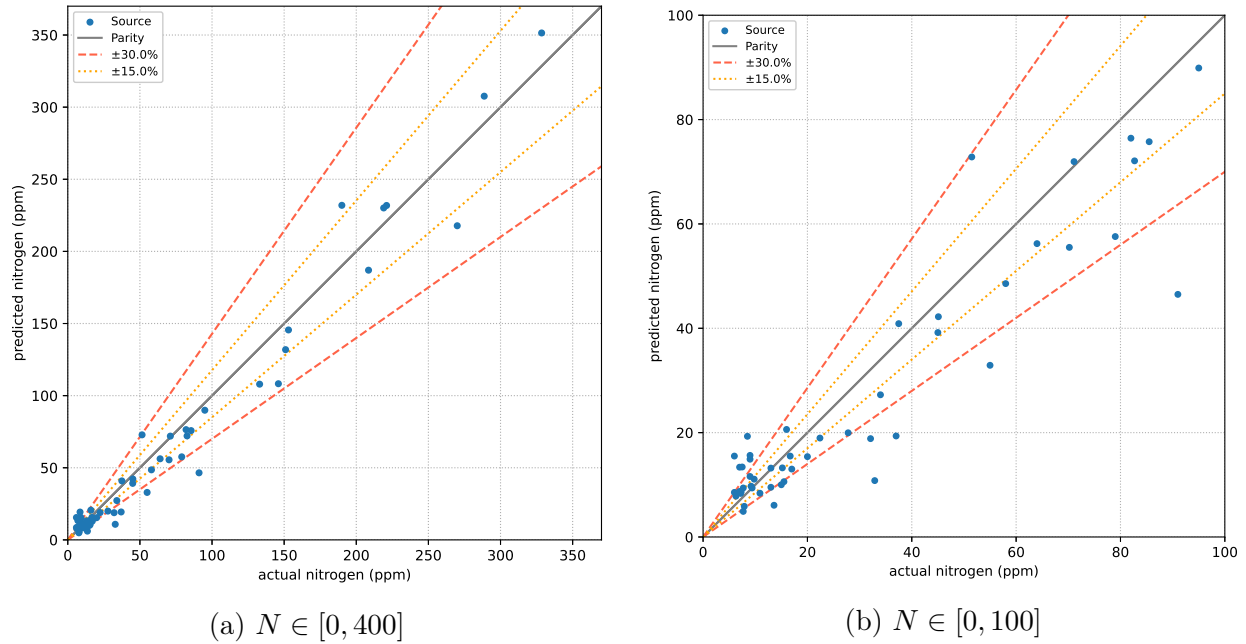 350
300
250
200
150
100
50
0
predicted nitrogen (ppm)
Source
Parity
±30.0%
±15.0%
0 50 100 150 200 250 300 350
actual nitrogen (ppm)
(a) N ∈ [0, 400]
100
80
60
40
20
0
predicted nitrogen (ppm)
Source
Parity
±30.0%
±15.0%
0 20 40 60 80 100
actual nitrogen (ppm)
(b) N ∈ [0, 100]